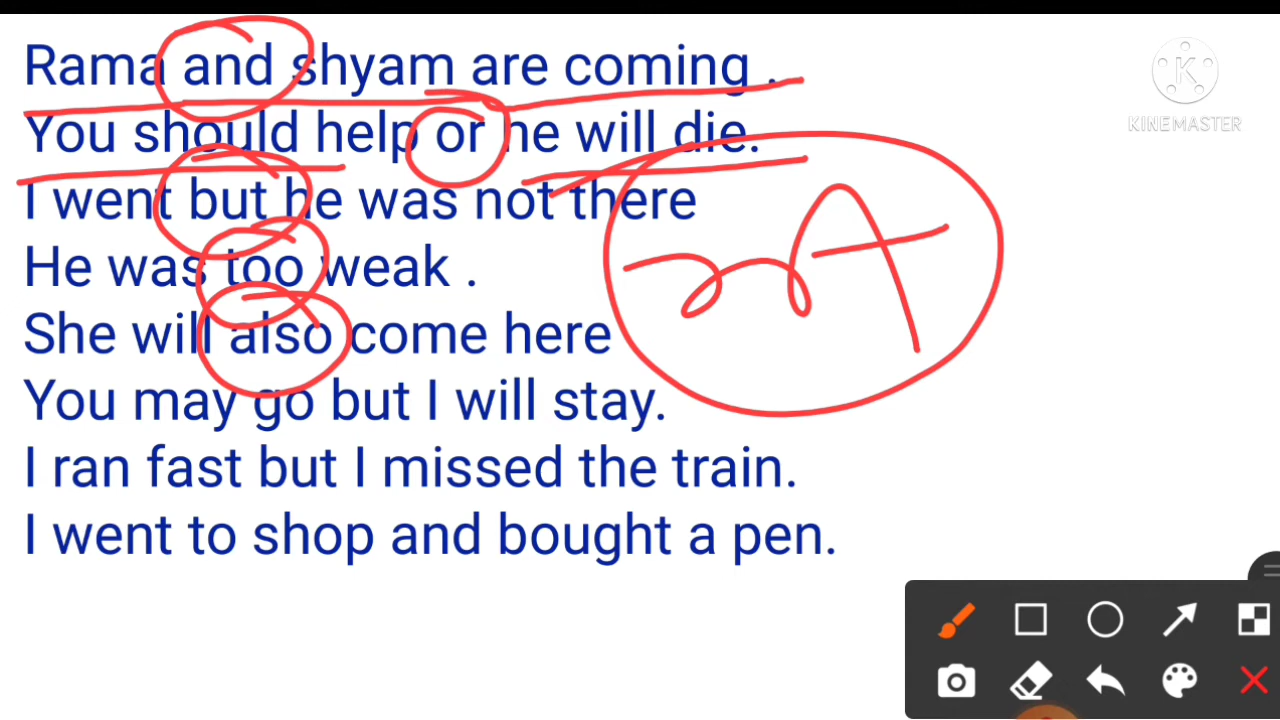 Rama and shyam are coming .
You should help or he will die.
I went but he was not there
He was too weak .
She will also come here
You may go but I will stay.
I ran fast but I missed the train.
I went to shop and bought a pen.
K
KINEMASTER